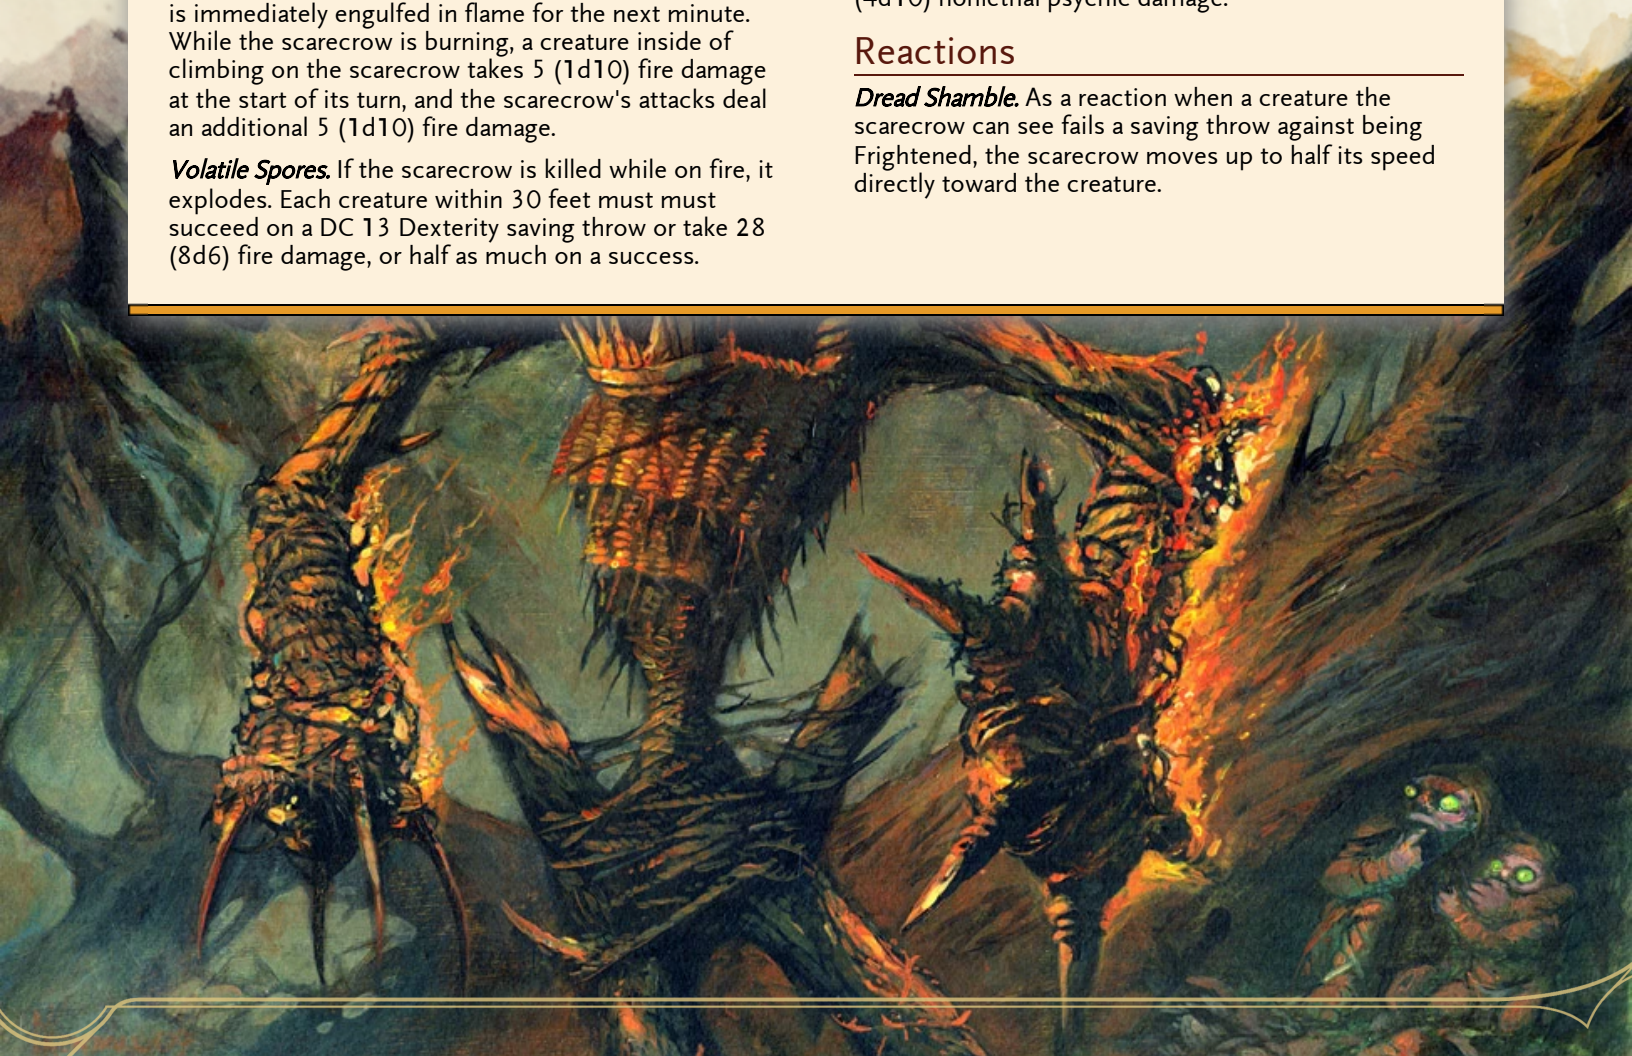 is immediately engulfed in flame for the next minute.
While the scarecrow is burning, a creature inside of
climbing on the scarecrow takes 5 (1d10) fire damage
at the start of its turn, and the scarecrow's attacks deal
an additional 5 (1d10) fire damage.
Volatile Spores. If the scarecrow is killed while on fire, it
explodes. Each creature within 30 feet must must
succeed on a DC 13 Dexterity saving throw or take 28
(8d6) fire damage, or half as much on a success.
(4d10) nonlethal psychic damage.
Reactions
Dread Shamble. As a reaction when a creature the
scarecrow can see fails a saving throw against being
Frightened, the scarecrow moves up to half its speed
directly toward the creature.